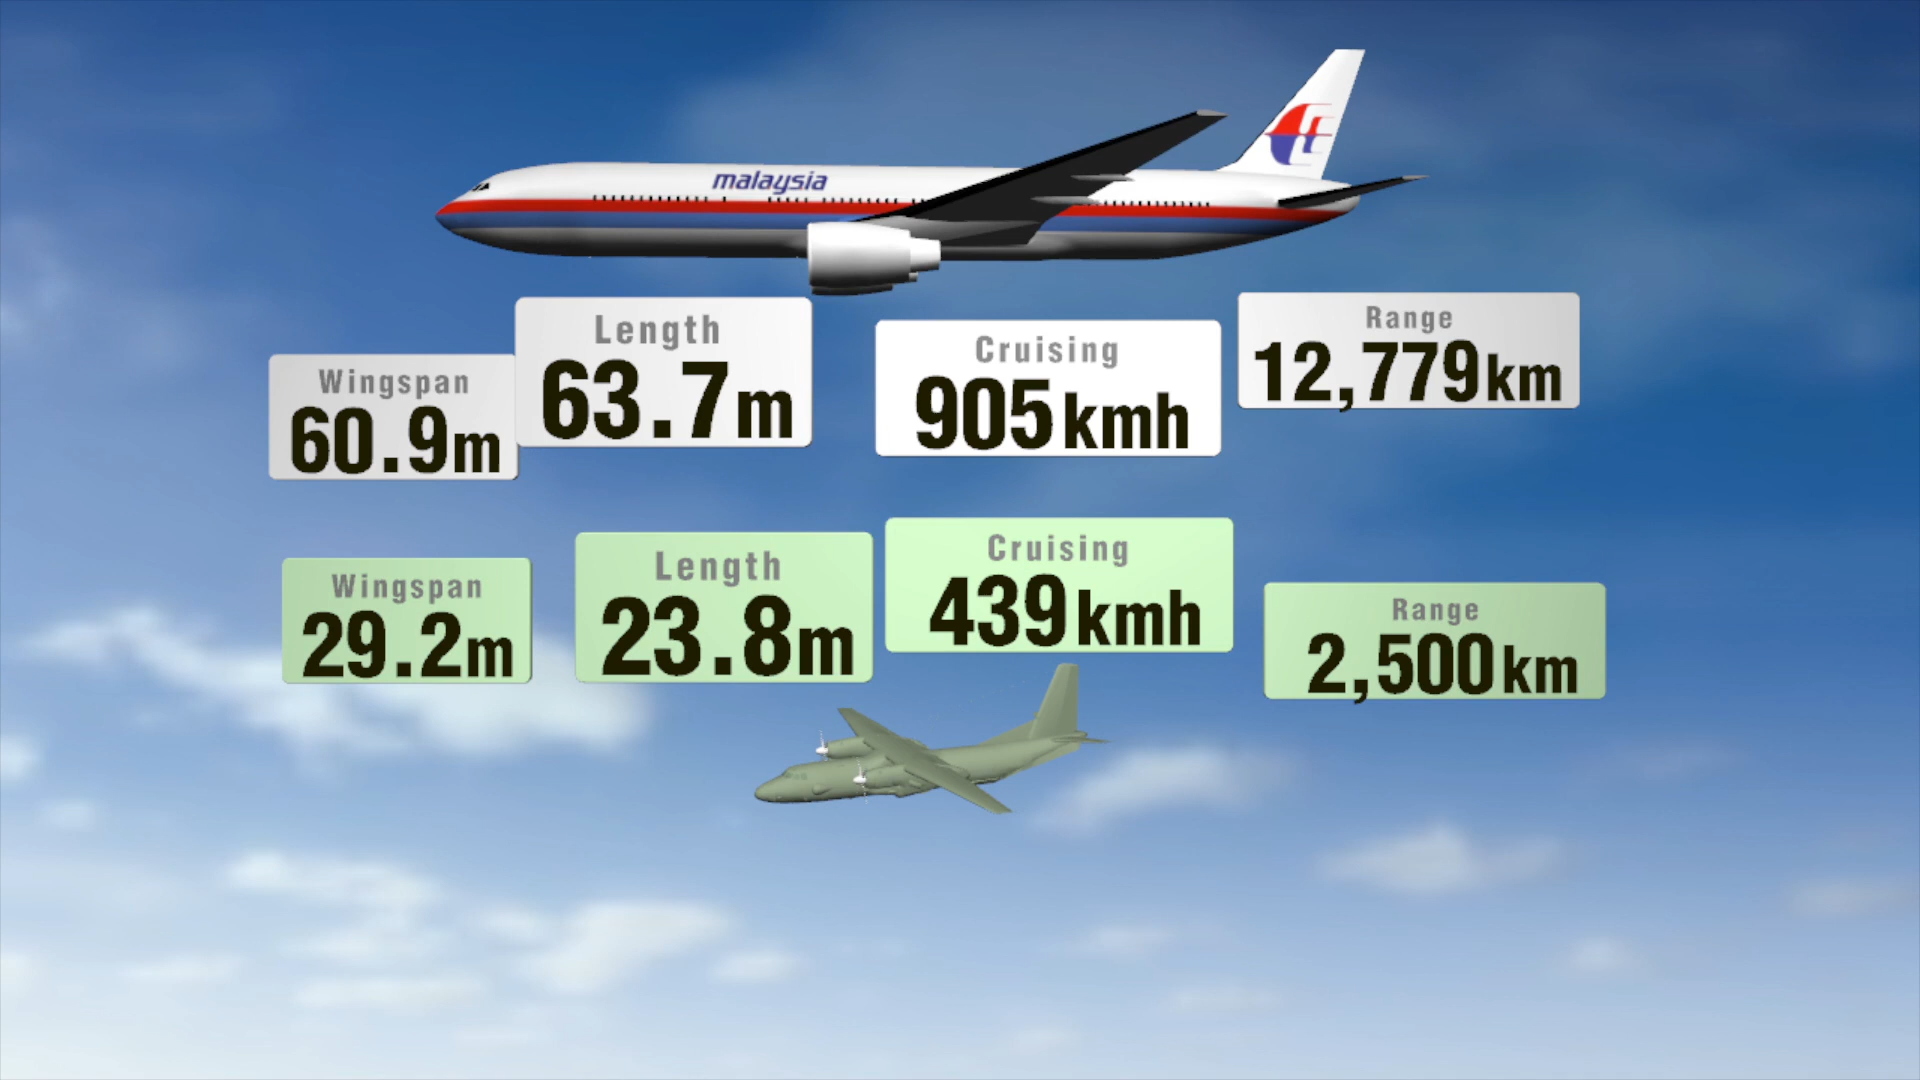 malaysia
Wingspan
60.9m
Length
63.7m
Cruising
905kmh
Range
12,779km
Wingspan
29.2m
Length
23.8m
Cruising
439kmh
Range
2,500km